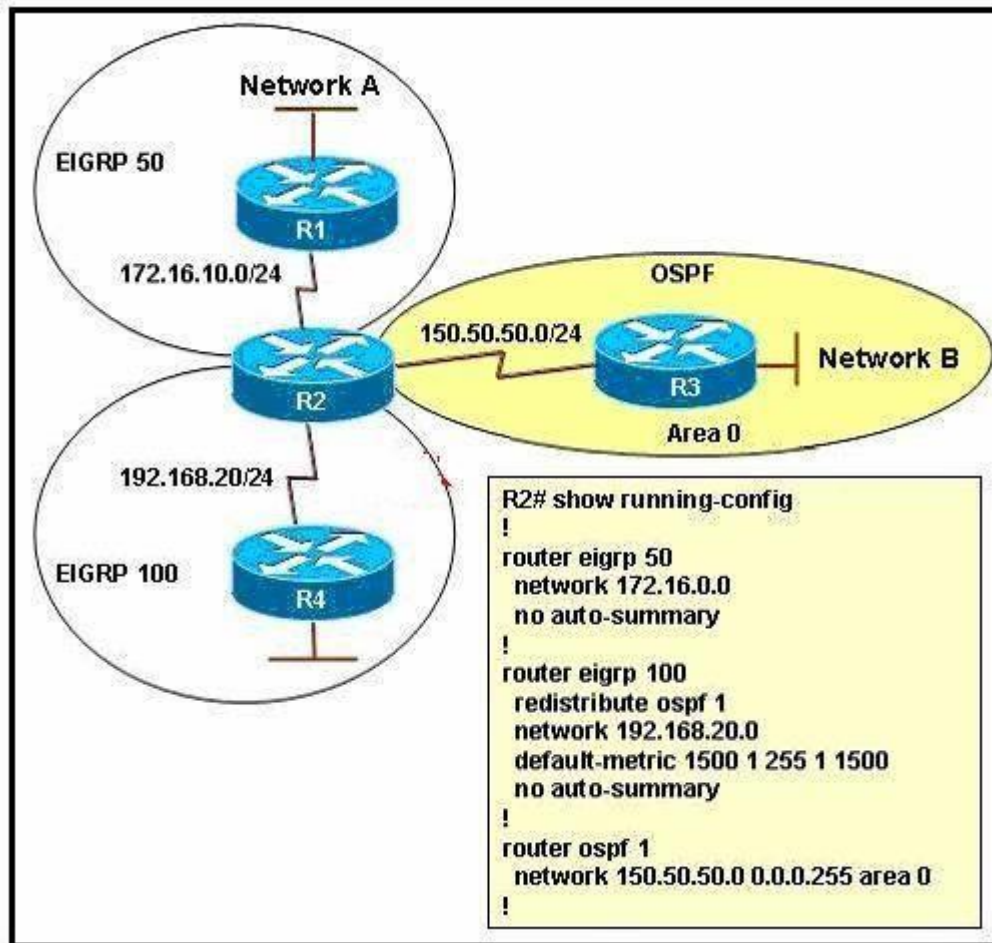 Network A
EIGRP 50
R1
172.16.10.0/24
OSPF
150.50.50.0/24
Network B
R2
R3
Area 0
192.168.20/24
EIGRP 100
R4
R2# show running-config
!
router eigrp 50
network 172.16.0.0
no auto-summary
!
router eigrp 100
redistribute ospf 1
network 192.168.20.0
default-metric 1500 1 255 1 1500
no auto-summary
!
router ospf 1
network 150.50.50.0 0.0.0.255 area 0
!